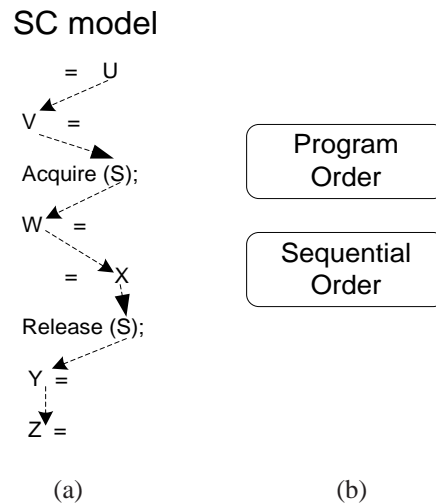 SC model
= U
V =
Acquire (S);
W =
= X
Release (S);
Y =
Z =
(a)
Program
Order
Sequential
Order
(b)